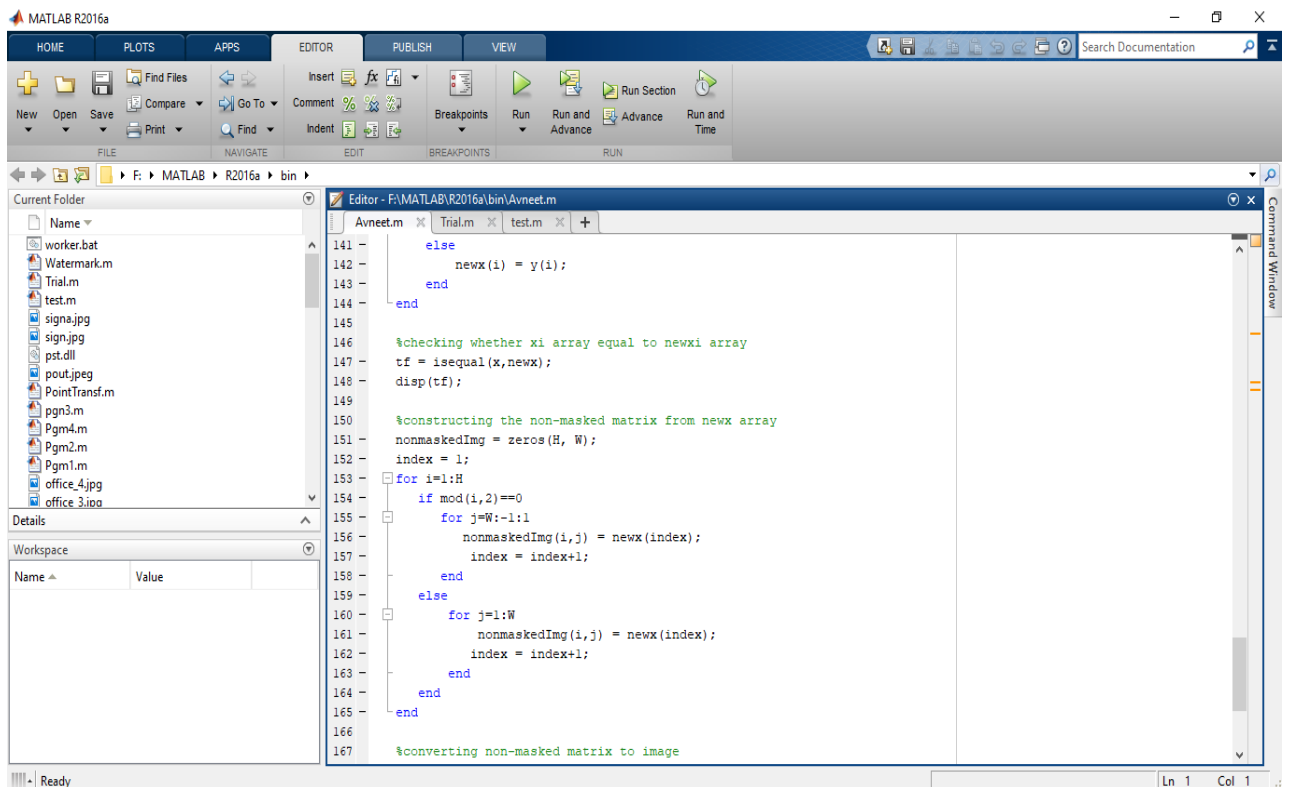 MATLAB R2016a
HOME PLOTS APPS EDITOR PUBLISH VIEW
Search Documentation
New Open Save
Find Files
Compare
Print
FILE
Go To
Find
NAVIGATE
Insert fx
Comment
Indent
EDIT
Breakpoints
BREAKPOINTS
Run
Run and Advance
Run Section
Advance
Run and Time
RUN
F: MATLAB R2016a bin
Current Folder
Name
worker.bat
Watermark.m
Trial.m
test.m
signa.jpg
sign.jpg
pst.dll
pout.jpeg
PointTransf.m
pgn3.m
Pgm4.m
Pgm2.m
Pgm1.m
office_4.jpg
office 3.jpg
Details
Workspace
Name Value
Editor - F:\MATLAB\R2016a\bin\Avneet.m
Avneet.m Trial.m test.m
141 - else
142 - newx(i) = y(i);
143 - end
144 - end
145
146 %checking whether xi array equal to newxi array
147 - tf = isequal(x,newx);
148 - disp(tf);
149
150 %constructing the non-masked matrix from newx array
151 - nonmaskedImg = zeros(H, W);
152 - index = 1;
153 - for i=1:H
154 - if mod(i,2)==0
155 - for j=W:-1:1
156 - nonmaskedImg(i,j) = newx(index);
157 - index = index+1;
158 - end
159 - else
160 - for j=1:W
161 - nonmaskedImg(i,j) = newx(index);
162 - index = index+1;
163 - end
164 - end
165 - end
166
167 %converting non-masked matrix to image
Command Window
Ready
Ln 1 Col 1